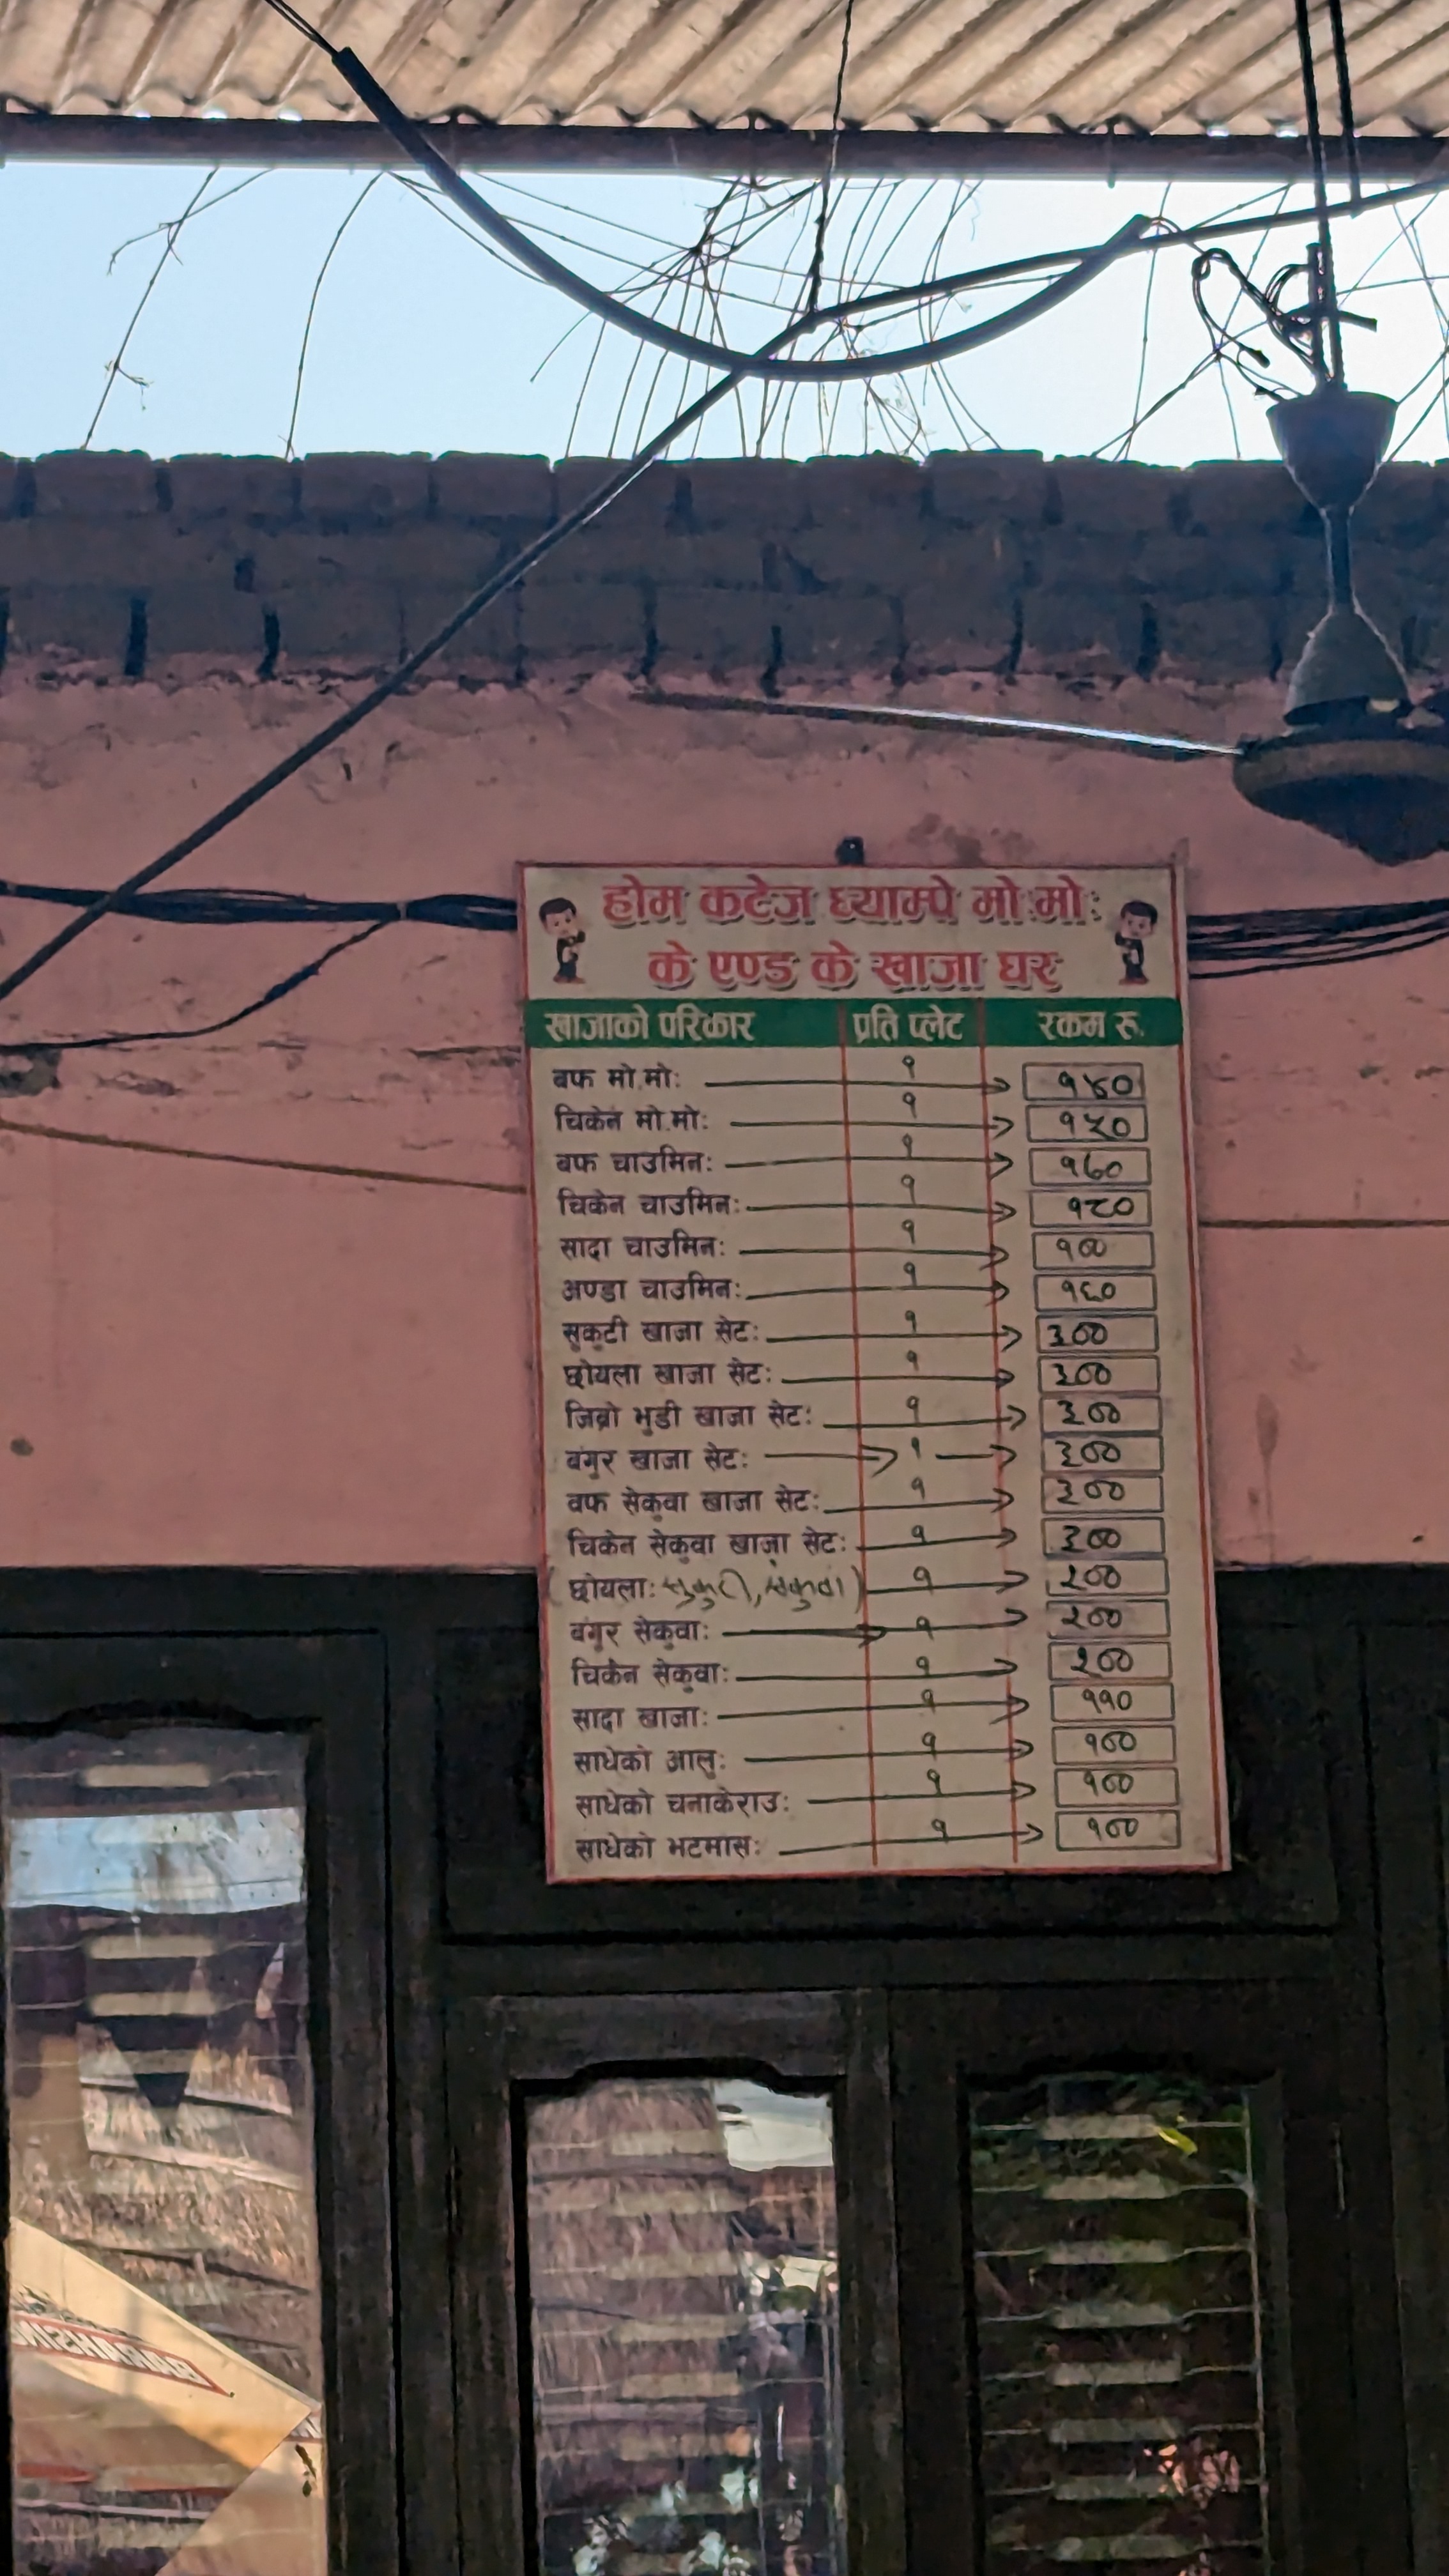 होम कटेज घ्याम्पे मो:मो:
के एण्ड के खाजा घर
खाजाको परिकार प्रति प्लेट रकम रु.
बफ मो.मो: १ १४०
चिकेन मो.मो: १ १५०
बफ चाउमिन: १ १६०
चिकेन चाउमिन: १ १८०
सादा चाउमिन: १ १००
अण्डा चाउमिन: १ १६०
सुकुटी खाजा सेट: १ ३००
छोयला खाजा सेट: १ ३००
जिब्रो भुडी खाजा सेट: १ ३००
बंगुर खाजा सेट: १ ३००
वफ सेकुवा खाजा सेट: १ ३००
चिकेन सेकुवा खाजा सेट: १ ३००
(छोयला: सुकुटी, सेकुवा) १ २००
बंगुर सेकुवा: १ २००
चिकेन सेकुवा: १ २००
सादा खाजा: १ ११०
साधेको आलु: १ १००
साधेको चनाकेराउ: १ १००
साधेको भटमास: १ १००